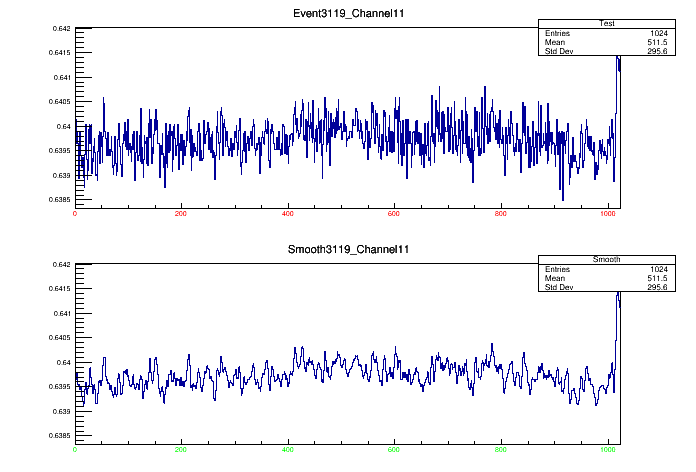 Event3119_Channel11
Test
Entries 1024
Mean 511.5
Std Dev 295.6
0.642
0.6415
0.641
0.6405
0.64
0.6395
0.639
0.6385
0 200 400 600 800 1000
Smooth3119_Channel11
Smooth
Entries 1024
Mean 511.5
Std Dev 295.6
0.642
0.6415
0.641
0.6405
0.64
0.6395
0.639
0.6385
0 200 400 600 800 1000